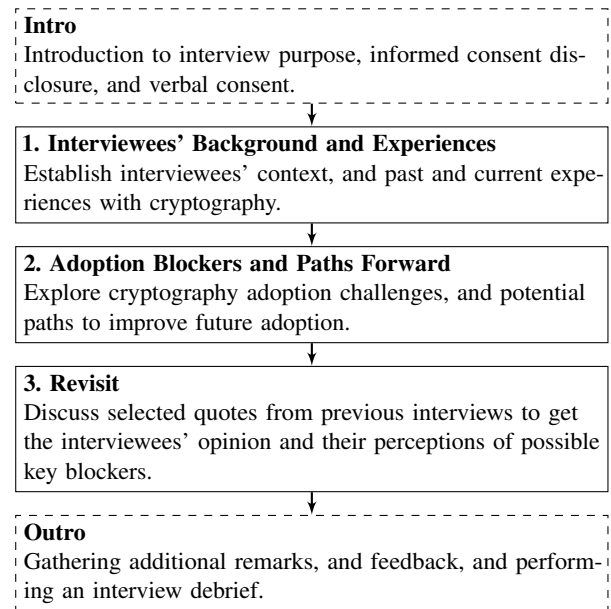 Intro
Introduction to interview purpose, informed consent dis-
closure, and verbal consent.
1. Interviewees' Background and Experiences
Establish interviewees' context, and past and current expe-
riences with cryptography.
2. Adoption Blockers and Paths Forward
Explore cryptography adoption challenges, and potential
paths to improve future adoption.
3. Revisit
Discuss selected quotes from previous interviews to get
the interviewees' opinion and their perceptions of possible
key blockers.
Outro
Gathering additional remarks, and feedback, and perform-
ing an interview debrief.